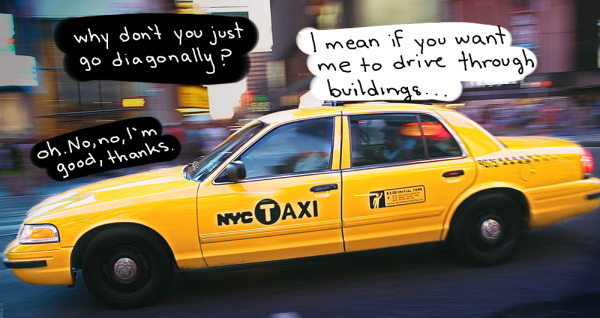 why don't you just
go diagonally?
I mean if you want
me to drive through
buildings...
oh. No, no, I'm
good, thanks.
NYC TAXI